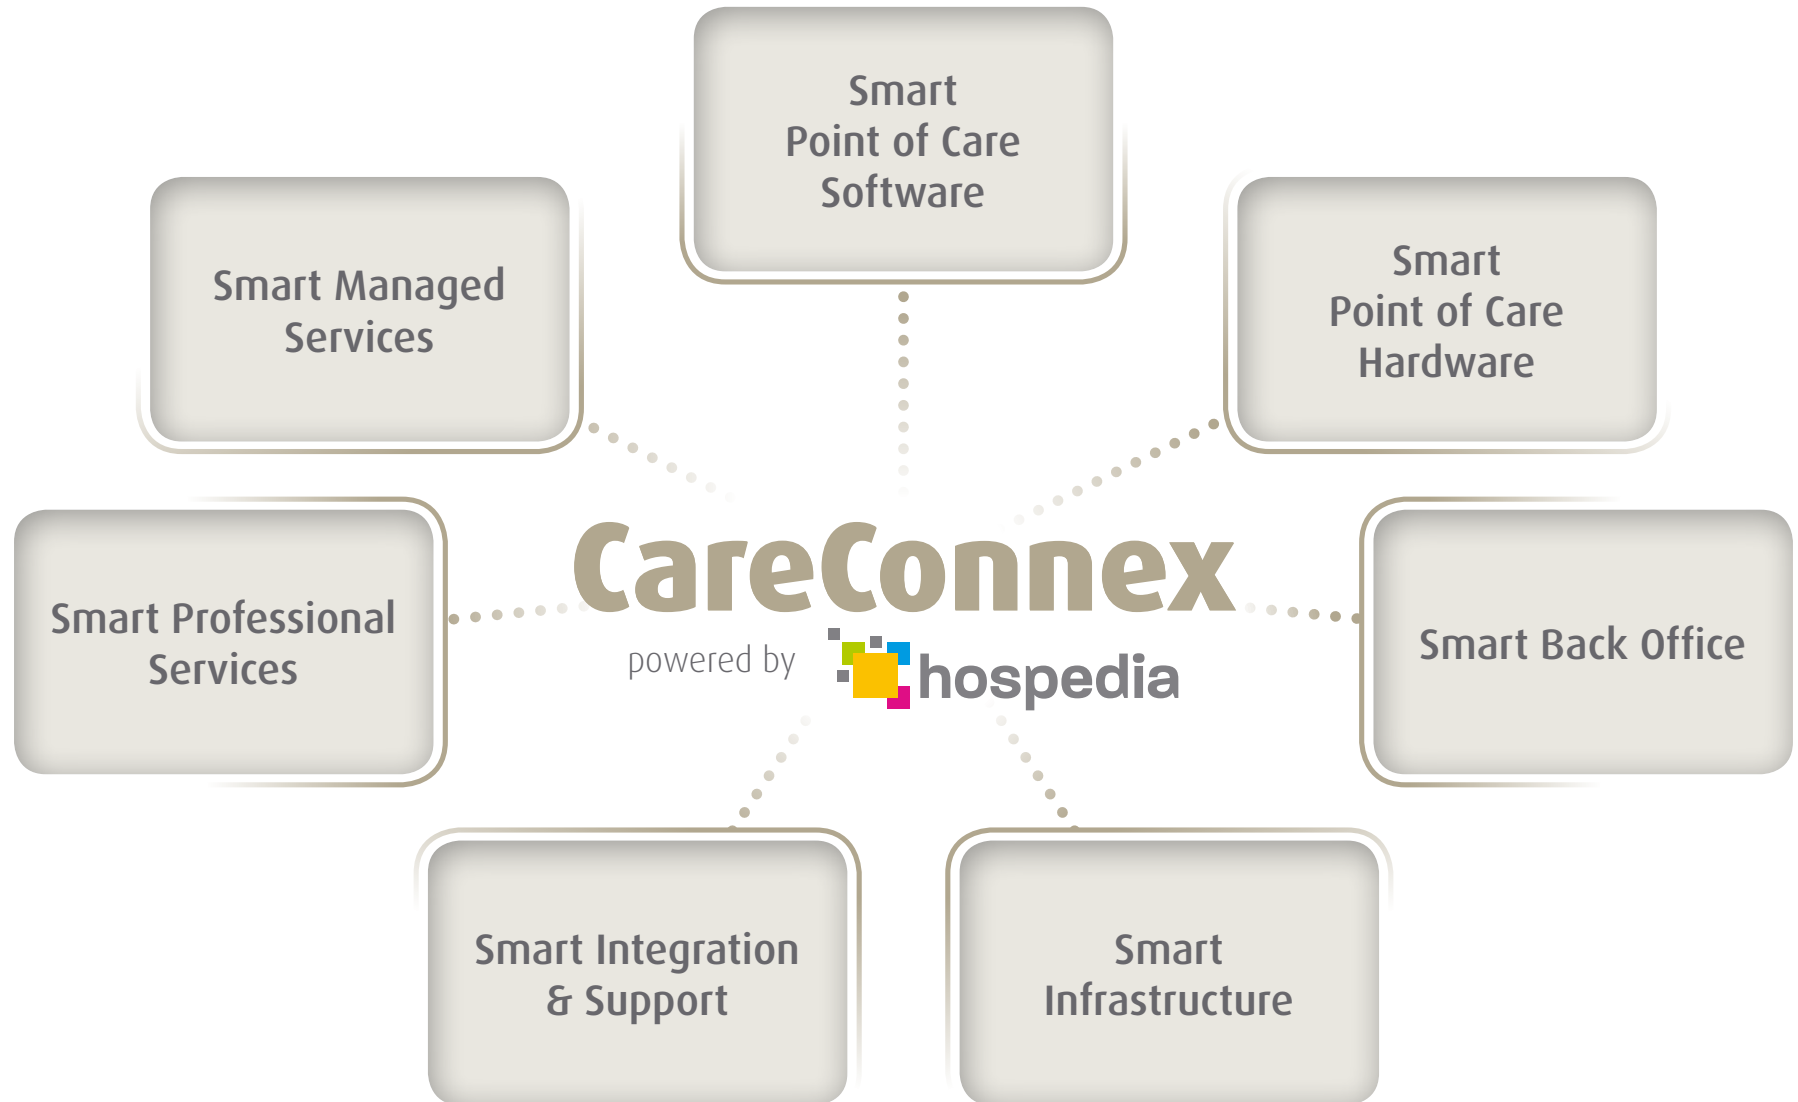 Smart
Point of Care
Software
Smart Managed
Services
Smart
Point of Care
Hardware
CareConnex
powered by hospedia
Smart Professional
Services
Smart Back Office
Smart Integration
& Support
Smart
Infrastructure